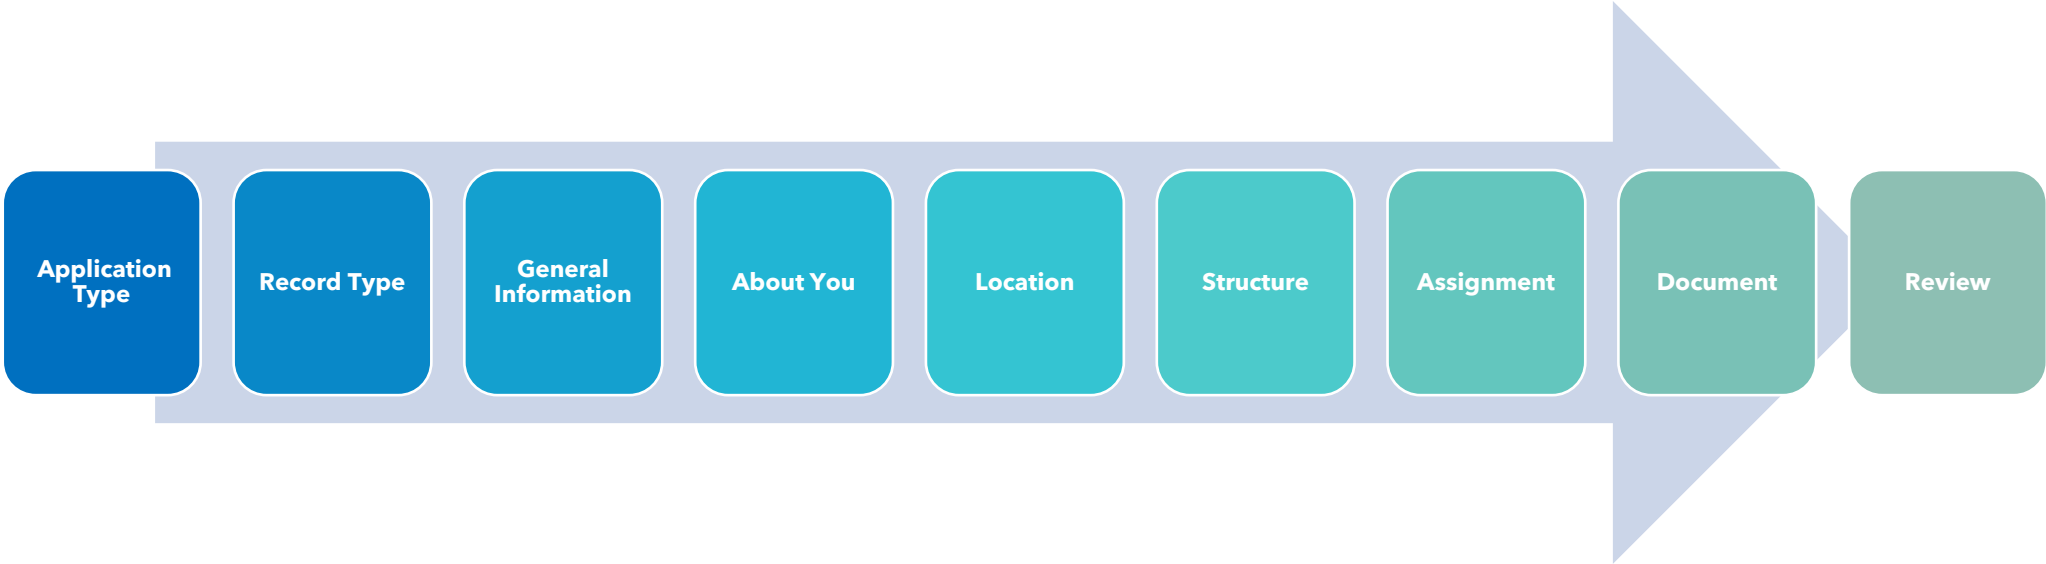 Application
Type
Record Type
General
Information
About You
Location
Structure
Assignment
Document
Review